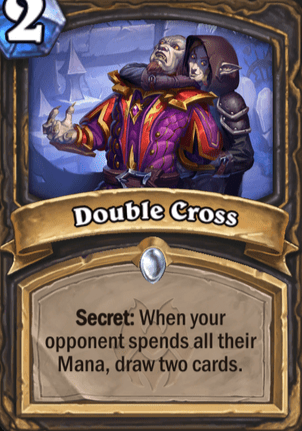 2
Double Cross
Secret: When your
opponent spends all their
Mana, draw two cards.